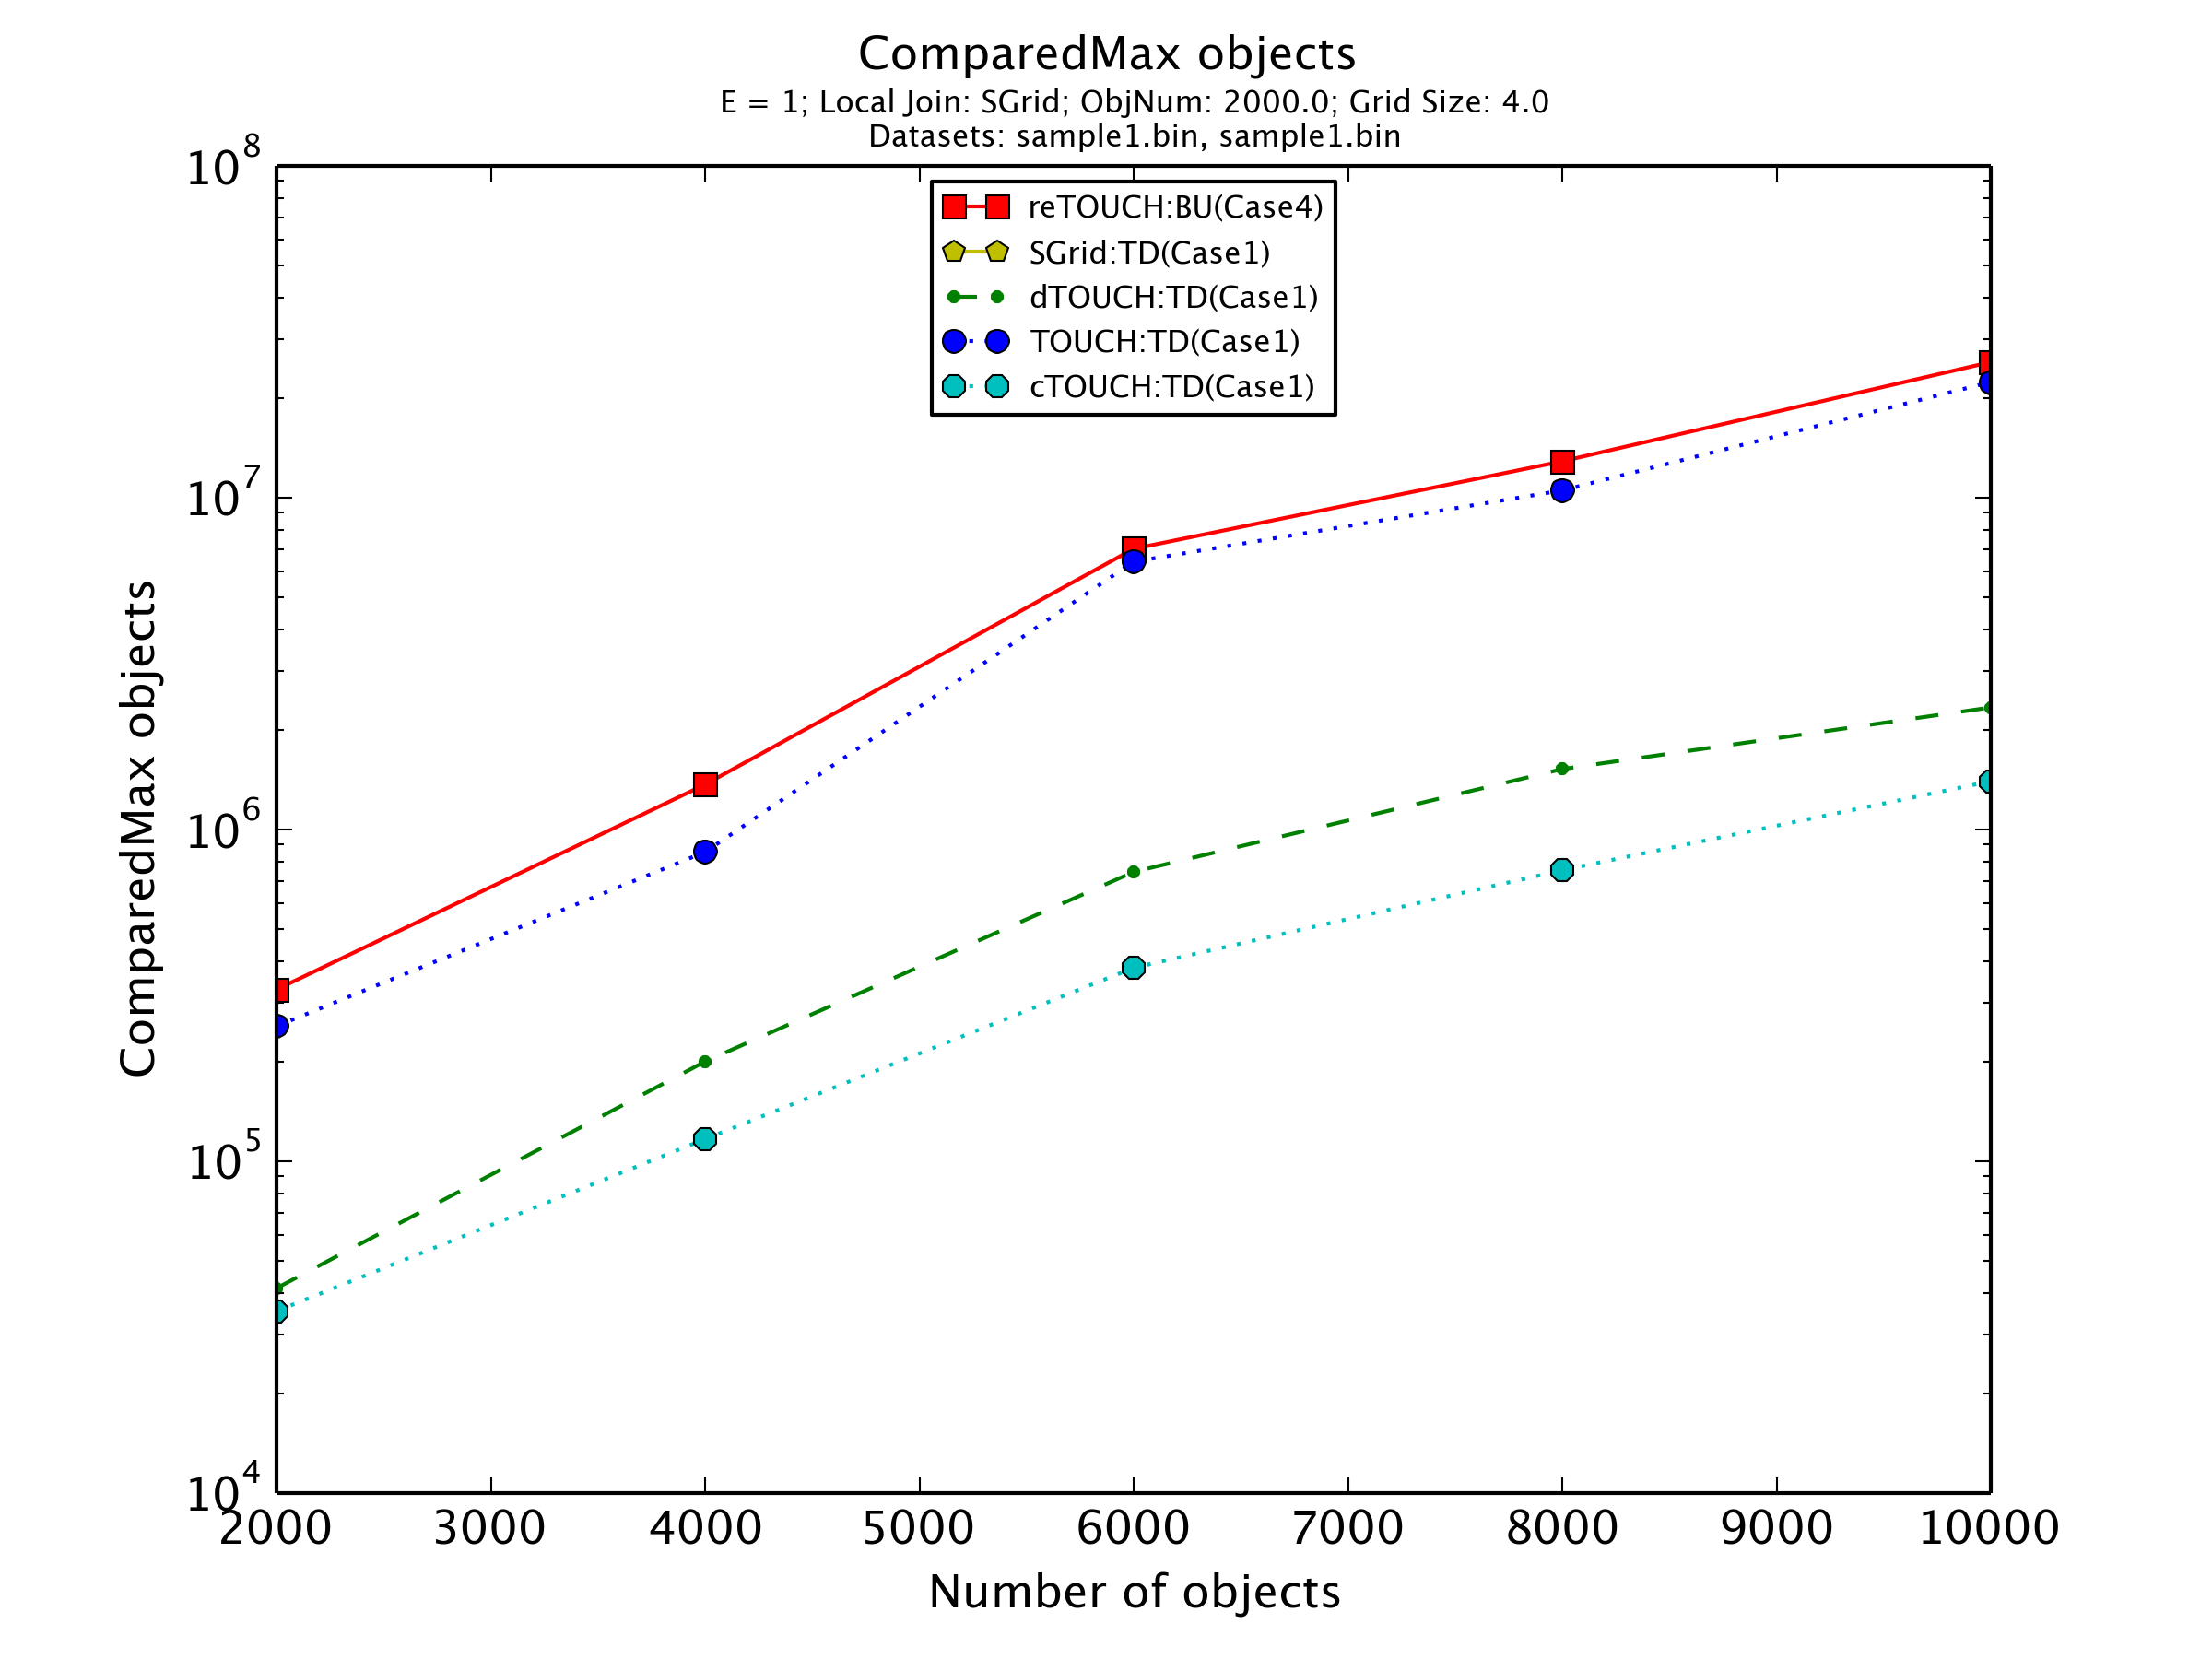 ComparedMax objects
E = 1; Local Join: SGrid; ObjNum: 2000.0; Grid Size: 4.0
Datasets: sample1.bin, sample1.bin
reTOUCH:BU(Case4)
SGrid:TD(Case1)
dTOUCH:TD(Case1)
TOUCH:TD(Case1)
cTOUCH:TD(Case1)
ComparedMax objects
10^8
10^7
10^6
10^5
10^4
2000 3000 4000 5000 6000 7000 8000 9000 10000
Number of objects